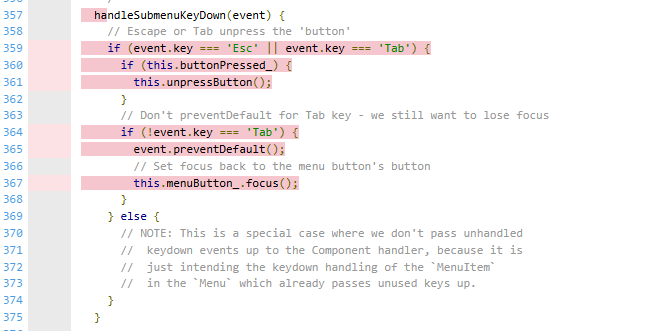 357 handleSubmenuKeyDown(event) {
358 // Escape or Tab unpress the 'button'
359 if (event.key === 'Esc' || event.key === 'Tab') {
360 if (this.buttonPressed_) {
361 this.unpressButton();
362 }
363 // Don't preventDefault for Tab key - we still want to lose focus
364 if (!event.key === 'Tab') {
365 event.preventDefault();
366 // Set focus back to the menu button's button
367 this.menuButton_.focus();
368 }
369 } else {
370 // NOTE: This is a special case where we don't pass unhandled
371 //  keydown events up to the Component handler, because it is
372 //  just intending the keydown handling of the `MenuItem`
373 //  in the `Menu` which already passes unused keys up.
374 }
375 }